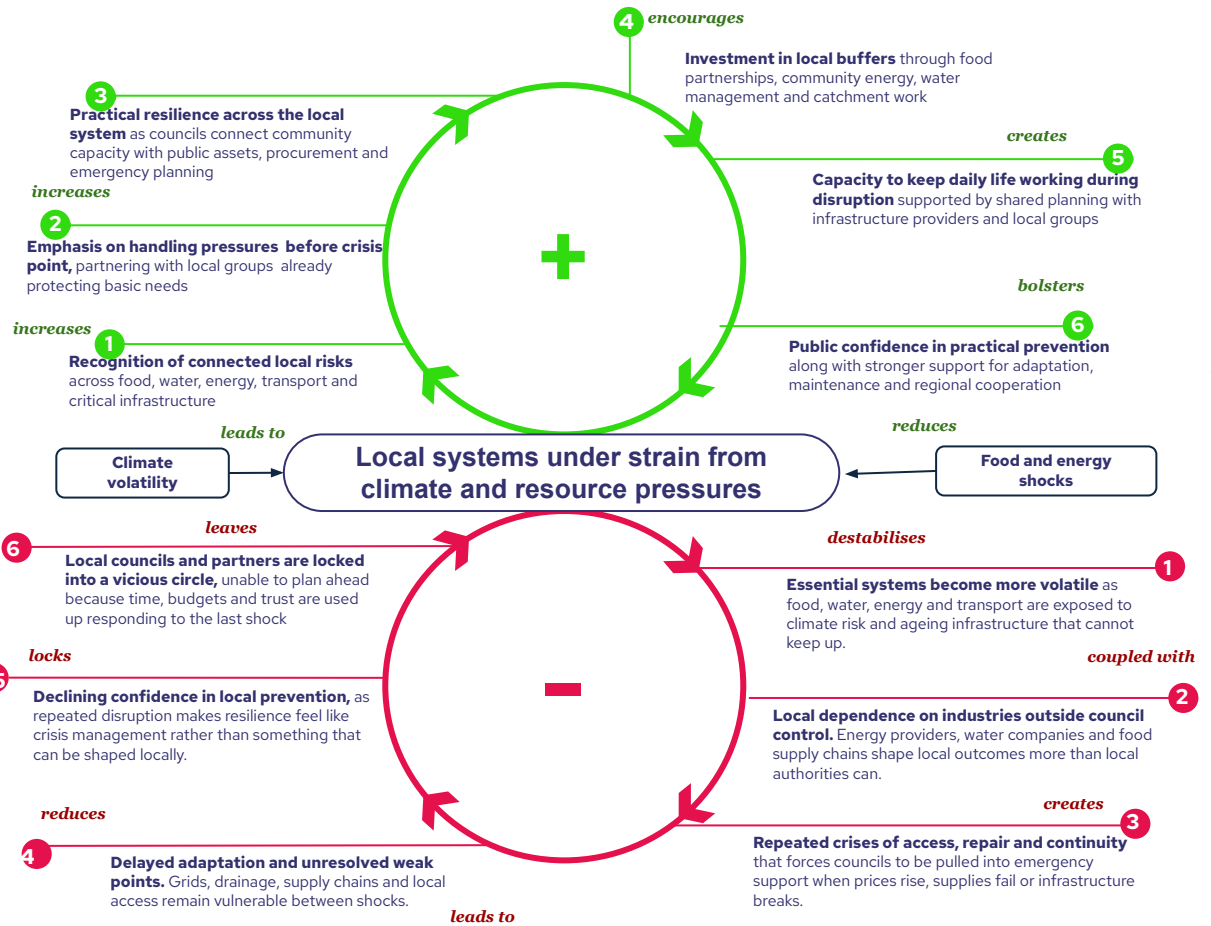 4
encourages
Investment in local buffers through food
partnerships, community energy, water
management and catchment work
3
Practical resilience across the local
system as councils connect community
capacity with public assets, procurement and
emergency planning
creates
5
Capacity to keep daily life working during
disruption supported by shared planning with
infrastructure providers and local groups
increases
2
Emphasis on handling pressures before crisis
point, partnering with local groups already
protecting basic needs
+
bolsters
6
Public confidence in practical prevention
along with stronger support for adaptation,
maintenance and regional cooperation
increases
1
Recognition of connected local risks
across food, water, energy, transport and
critical infrastructure
leads to
reduces
Climate
volatility
Local systems under strain from
climate and resource pressures
Food and energy
shocks
leaves
6
Local councils and partners are locked
into a vicious circle, unable to plan ahead
because time, budgets and trust are used
up responding to the last shock
destabilises
1
Essential systems become more volatile as
food, water, energy and transport are exposed to
climate risk and ageing infrastructure that cannot
keep up.
locks
5
Declining confidence in local prevention, as
repeated disruption makes resilience feel like
crisis management rather than something that
can be shaped locally.
coupled with
2
Local dependence on industries outside council
control. Energy providers, water companies and food
supply chains shape local outcomes more than local
authorities can.
reduces
4
Delayed adaptation and unresolved weak
points. Grids, drainage, supply chains and local
access remain vulnerable between shocks.
creates
3
Repeated crises of access, repair and continuity
that forces councils to be pulled into emergency
support when prices rise, supplies fail or infrastructure
breaks.
leads to